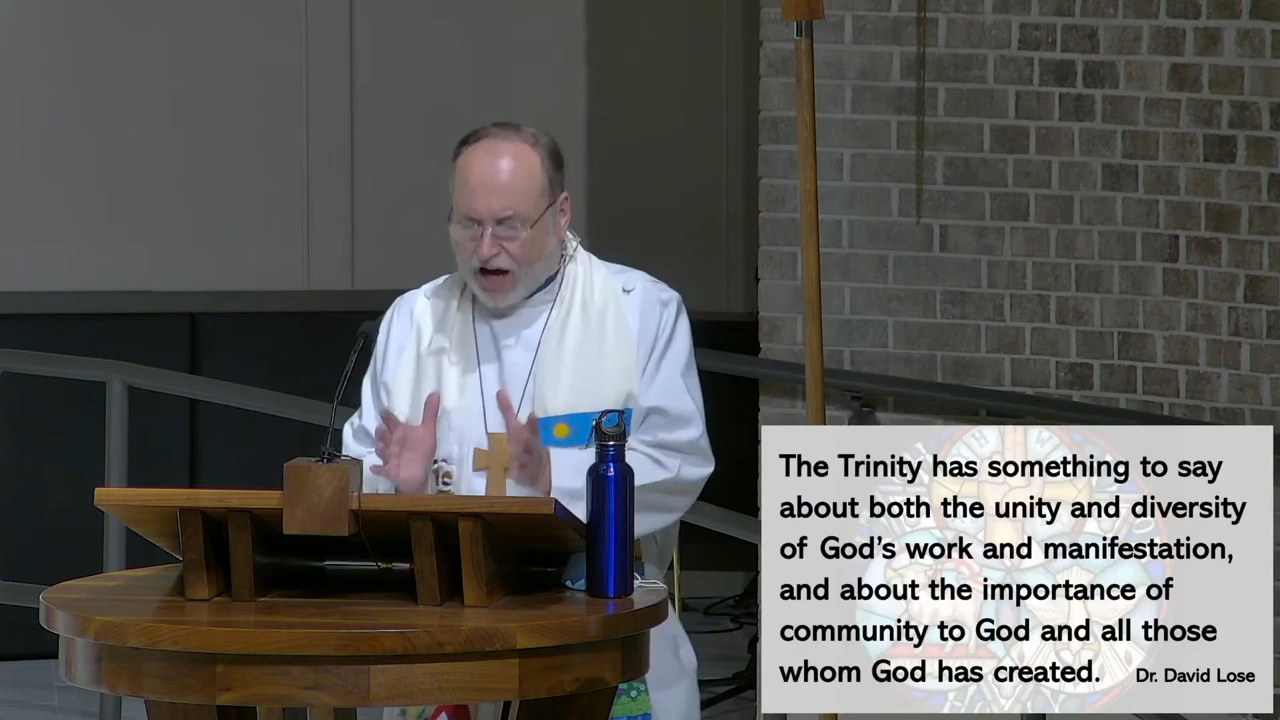 The Trinity has something to say
about both the unity and diversity
of God's work and manifestation,
and about the importance of
community to God and all those
whom God has created. Dr. David Lose